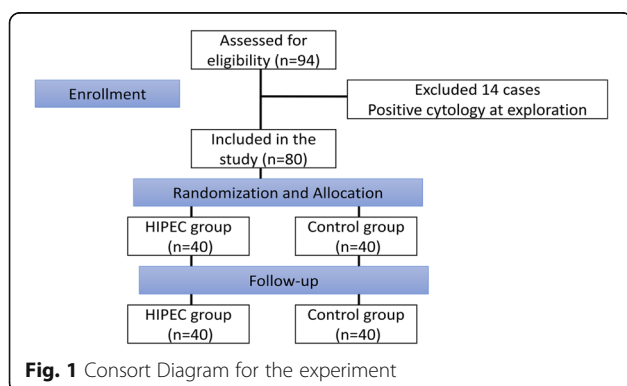 Assessed for
eligibility (n=94)
Enrollment
Excluded 14 cases
Positive cytology at exploration
Included in the
study (n=80)
Randomization and Allocation
HIPEC group
(n=40)
Control group
(n=40)
Follow-up
HIPEC group
(n=40)
Control group
(n=40)
Fig. 1 Consort Diagram for the experiment